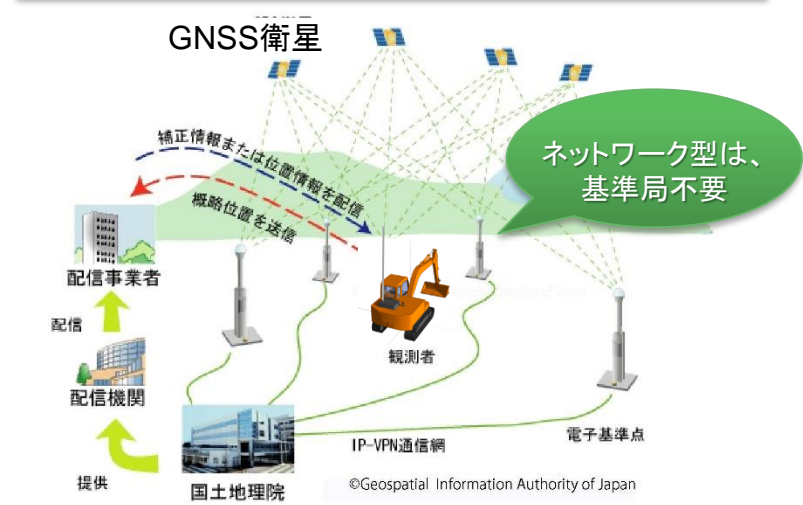 GNSS衛星
補正情報または位置情報を配信
概略位置を送信
ネットワーク型は、
基準局不要
配信事業者
配信
配信機関
観測者
提供
国土地理院
IP-VPN通信網
電子基準点
©Geospatial Information Authority of Japan